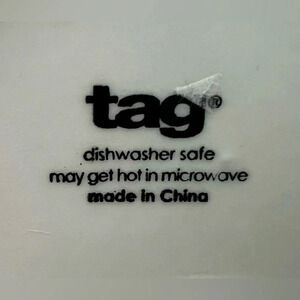 tag®
dishwasher safe
may get hot in microwave
made in China